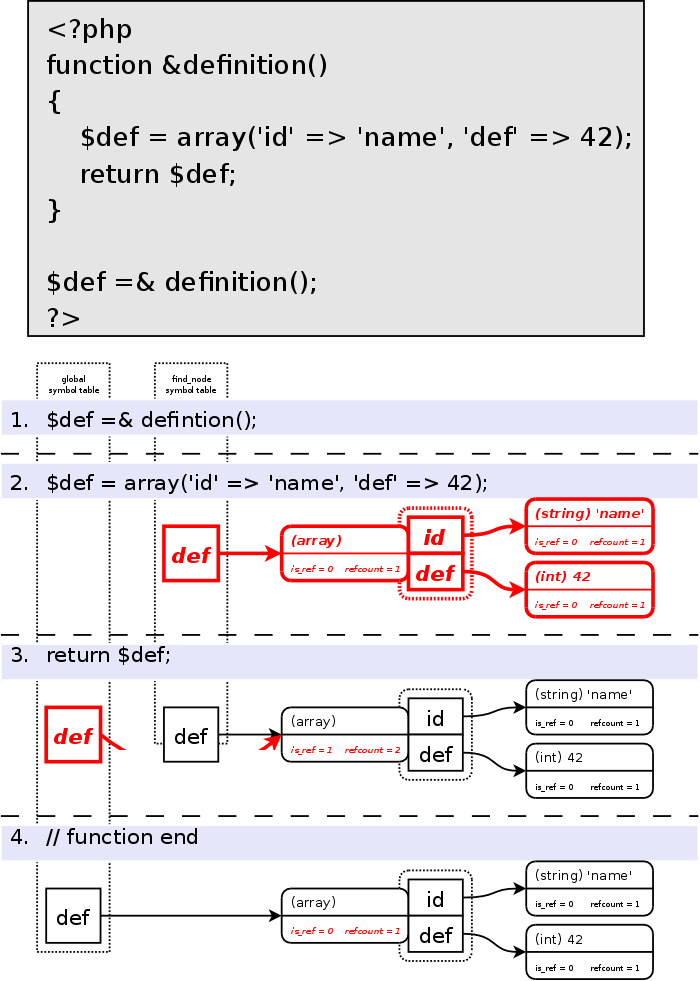 <?php
function &definition()
{
$def = array('id' => 'name', 'def' => 42);
return $def;
}
$def =& definition();
?>
global
symbol table
find_node
symbol table
1. $def =& defintion();
2. $def = array('id' => 'name', 'def' => 42);
def
(array)
is_ref = 0 refcount = 1
id
def
(string) 'name'
is_ref = 0 refcount = 1
(int) 42
is_ref = 0 refcount = 1
3. return $def;
def
def
(array)
is_ref = 1 refcount = 2
id
def
(string) 'name'
is_ref = 0 refcount = 1
(int) 42
is_ref = 0 refcount = 1
4. // function end
def
(array)
is_ref = 0 refcount = 1
id
def
(string) 'name'
is_ref = 0 refcount = 1
(int) 42
is_ref = 0 refcount = 1